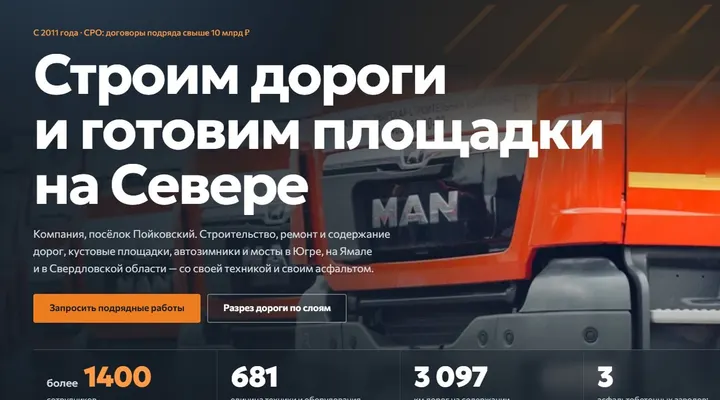 С 2011 года · СРО: договоры подряда свыше 10 млрд ₽
Строим дороги
и готовим площадки
на Севере
MAN
Компания, посёлок Пойковский. Строительство, ремонт и содержание
дорог, кустовые площадки, автозимники и мосты в Югре, на Ямале
и в Свердловской области — со своей техникой и своим асфальтом.
Запросить подрядные работы
Разрез дороги по слоям
более 1400
681
3 097
3